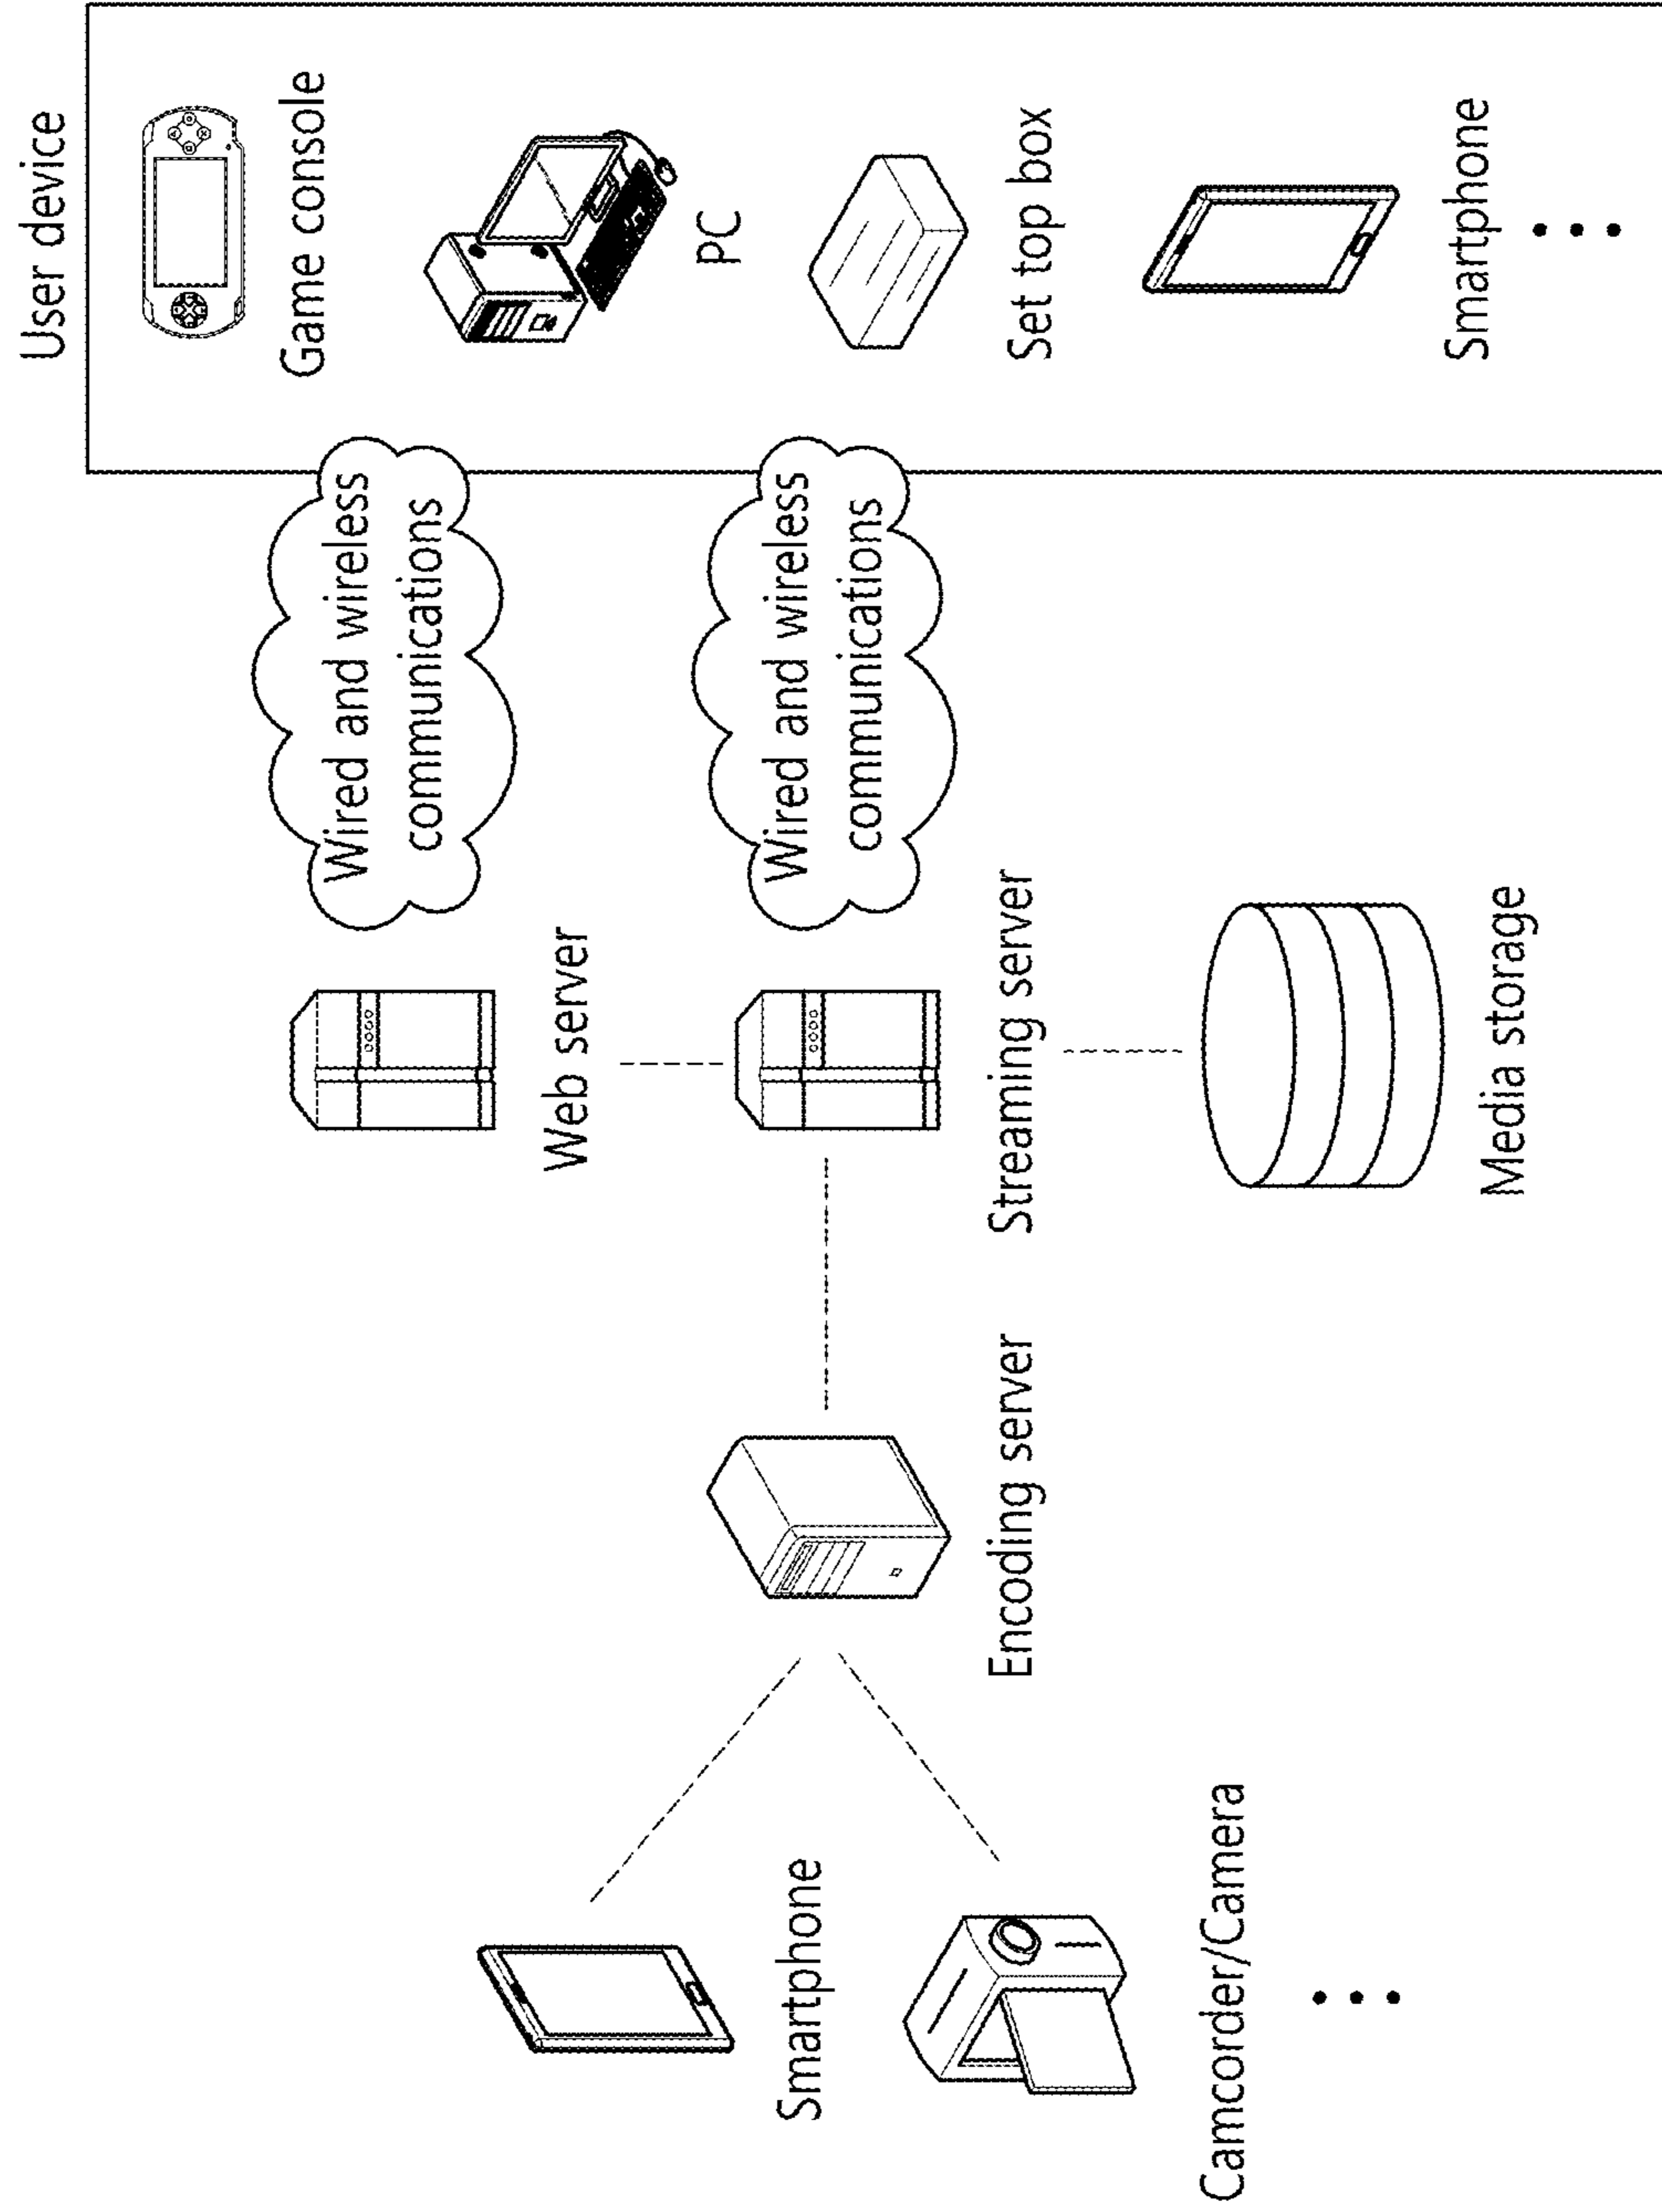 User device
Game console
PC
Set top box
Smartphone
Wired and wireless
communications
Wired and wireless
communications
Web server
Streaming server
Media storage
Encoding server
Smartphone
Camcorder/Camera